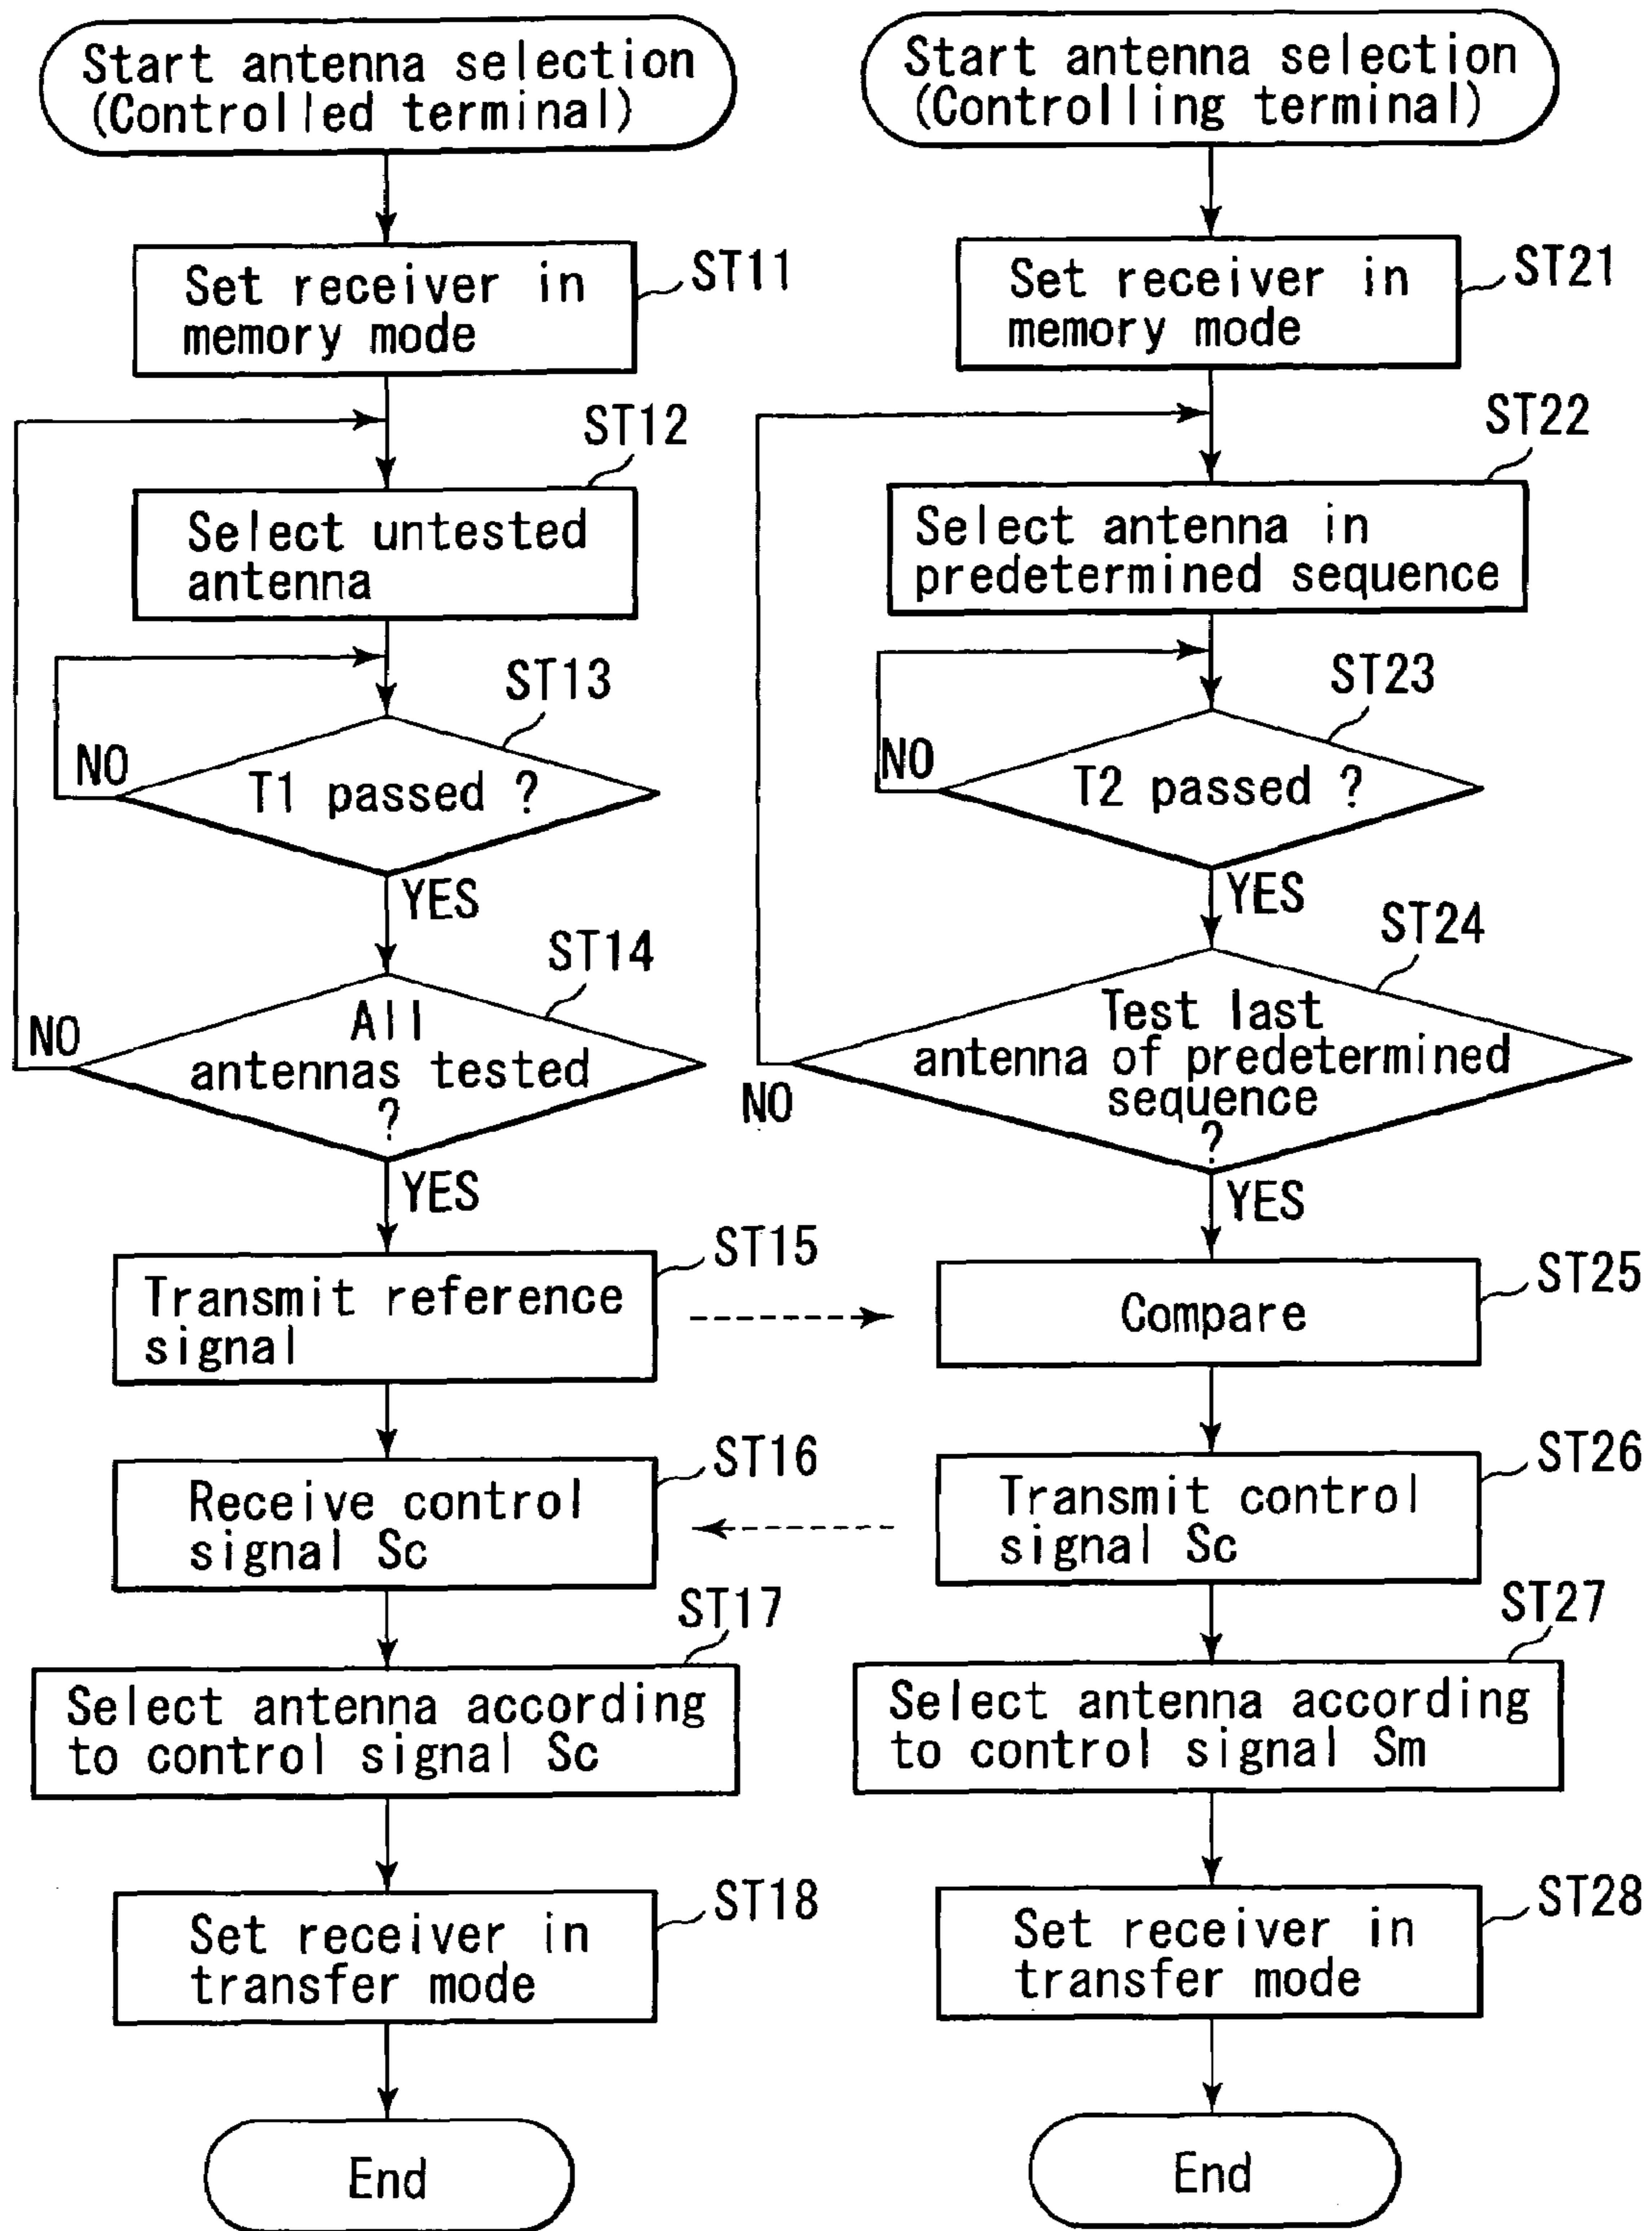 Start antenna selection
(Controlled terminal)
ST11
Set receiver in
memory mode
ST12
Select untested
antenna
ST13
NO
T1 passed ?
YES
ST14
NO
All
antennas tested
?
YES
ST15
Transmit reference
signal
ST16
Receive control
signal Sc
ST17
Select antenna according
to control signal Sc
ST18
Set receiver in
transfer mode
End
Start antenna selection
(Controlling terminal)
ST21
Set receiver in
memory mode
ST22
Select antenna in
predetermined sequence
ST23
NO
T2 passed ?
YES
ST24
Test last
antenna of predetermined
sequence
?
NO
YES
ST25
Compare
ST26
Transmit control
signal Sc
ST27
Select antenna according
to control signal Sm
ST28
Set receiver in
transfer mode
End